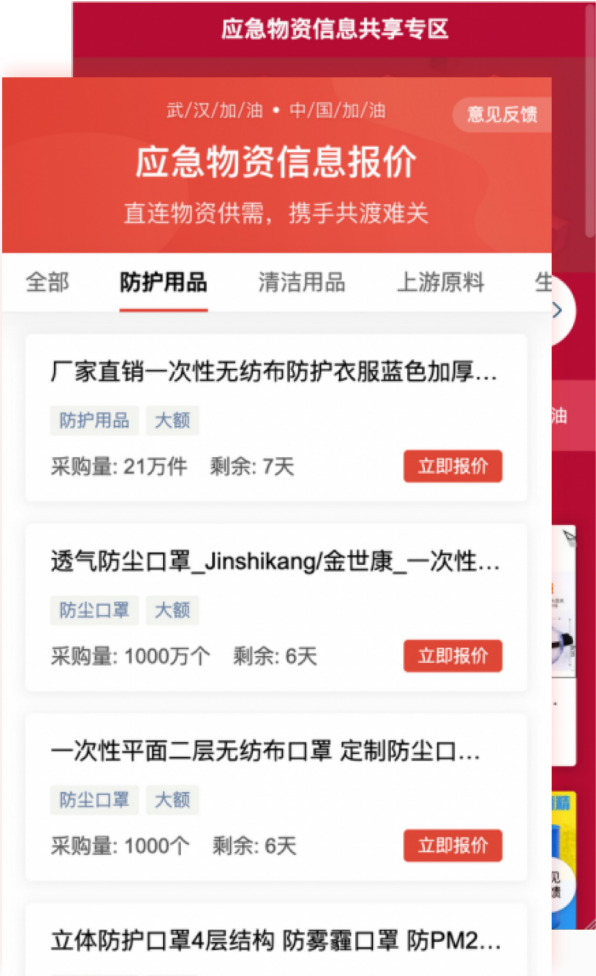 应急物资信息共享专区
武/汉/加/油 • 中/国/加/油
意见反馈
应急物资信息报价
直连物资供需，携手共渡难关
全部 防护用品 清洁用品 上游原料 生
油
厂家直销一次性无纺布防护衣服蓝色加厚...
防护用品 大额
采购量: 21万件 剩余: 7天 立即报价
透气防尘口罩_Jinshikang/金世康_一次性...
防尘口罩 大额
采购量: 1000万个 剩余: 6天 立即报价
一次性平面二层无纺布口罩 定制防尘口...
防尘口罩 大额
采购量: 1000个 剩余: 6天 立即报价
精
立体防护口罩4层结构 防雾霾口罩 防PM2...